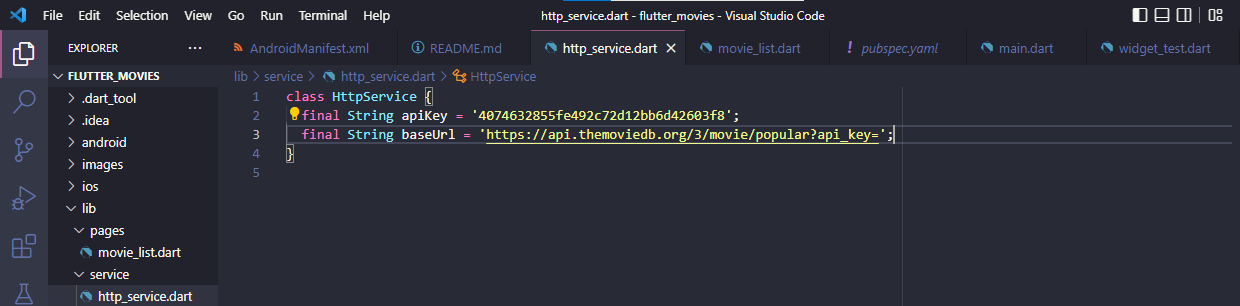 File Edit Selection View Go Run Terminal Help http_service.dart - flutter_movies - Visual Studio Code
EXPLORER ··· AndroidManifest.xml README.md http_service.dart movie_list.dart pubspec.yaml main.dart widget_test.dart
FLUTTER_MOVIES lib > service > http_service.dart > HttpService
.dart_tool
.idea
android
images
ios
lib
pages
movie_list.dart
service
http_service.dart
1 class HttpService {
2 final String apiKey = '4074632855fe492c72d12bb6d42603f8';
3 final String baseUrl = 'https://api.themoviedb.org/3/movie/popular?api_key=';
4 }
5